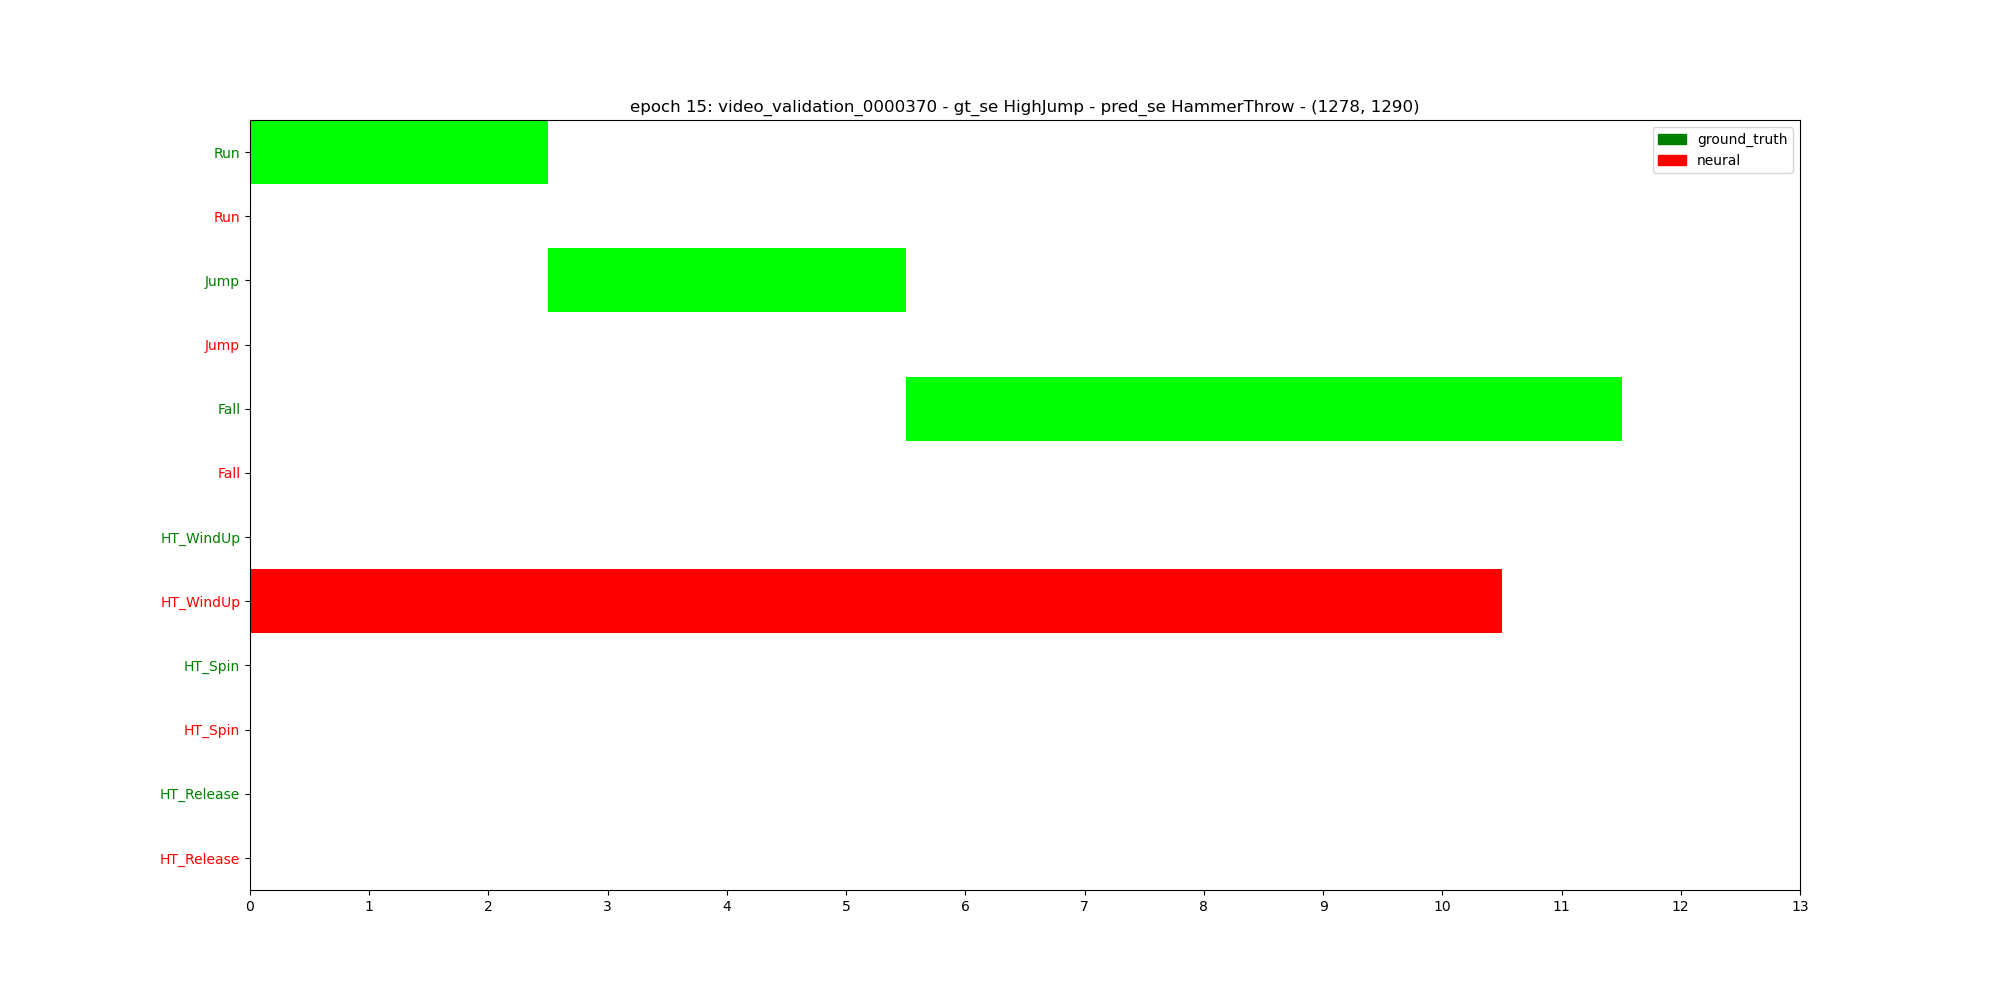 epoch 15: video_validation_0000370 - gt_se HighJump - pred_se HammerThrow - (1278, 1290)
ground_truth
neural
Run
Run
Jump
Jump
Fall
Fall
HT_WindUp
HT_WindUp
HT_Spin
HT_Spin
HT_Release
HT_Release
0 1 2 3 4 5 6 7 8 9 10 11 12 13